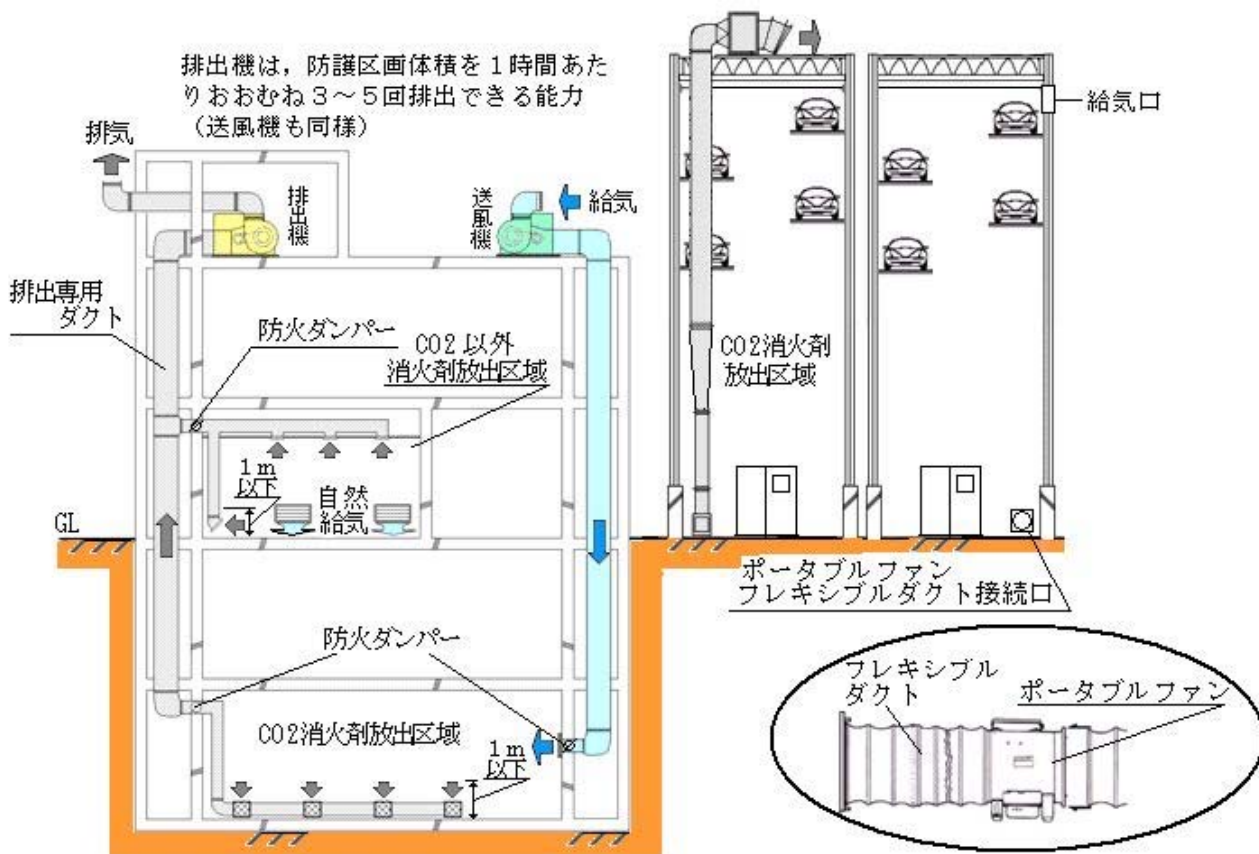 排出機は，防護区画体積を１時間あた
りおおむね３～５回排出できる能力
（送風機も同様）
排気
排出機
送風機
給気
給気口
排出専用
ダクト
防火ダンパー
CO2以外
消火剤放出区域
CO2消火剤
放出区域
１m
以下
自然
給気
GL
ポータブルファン
フレキシブルダクト接続口
防火ダンパー
CO2消火剤放出区域
１m
以下
フレキシブル
ダクト
ポータブルファン